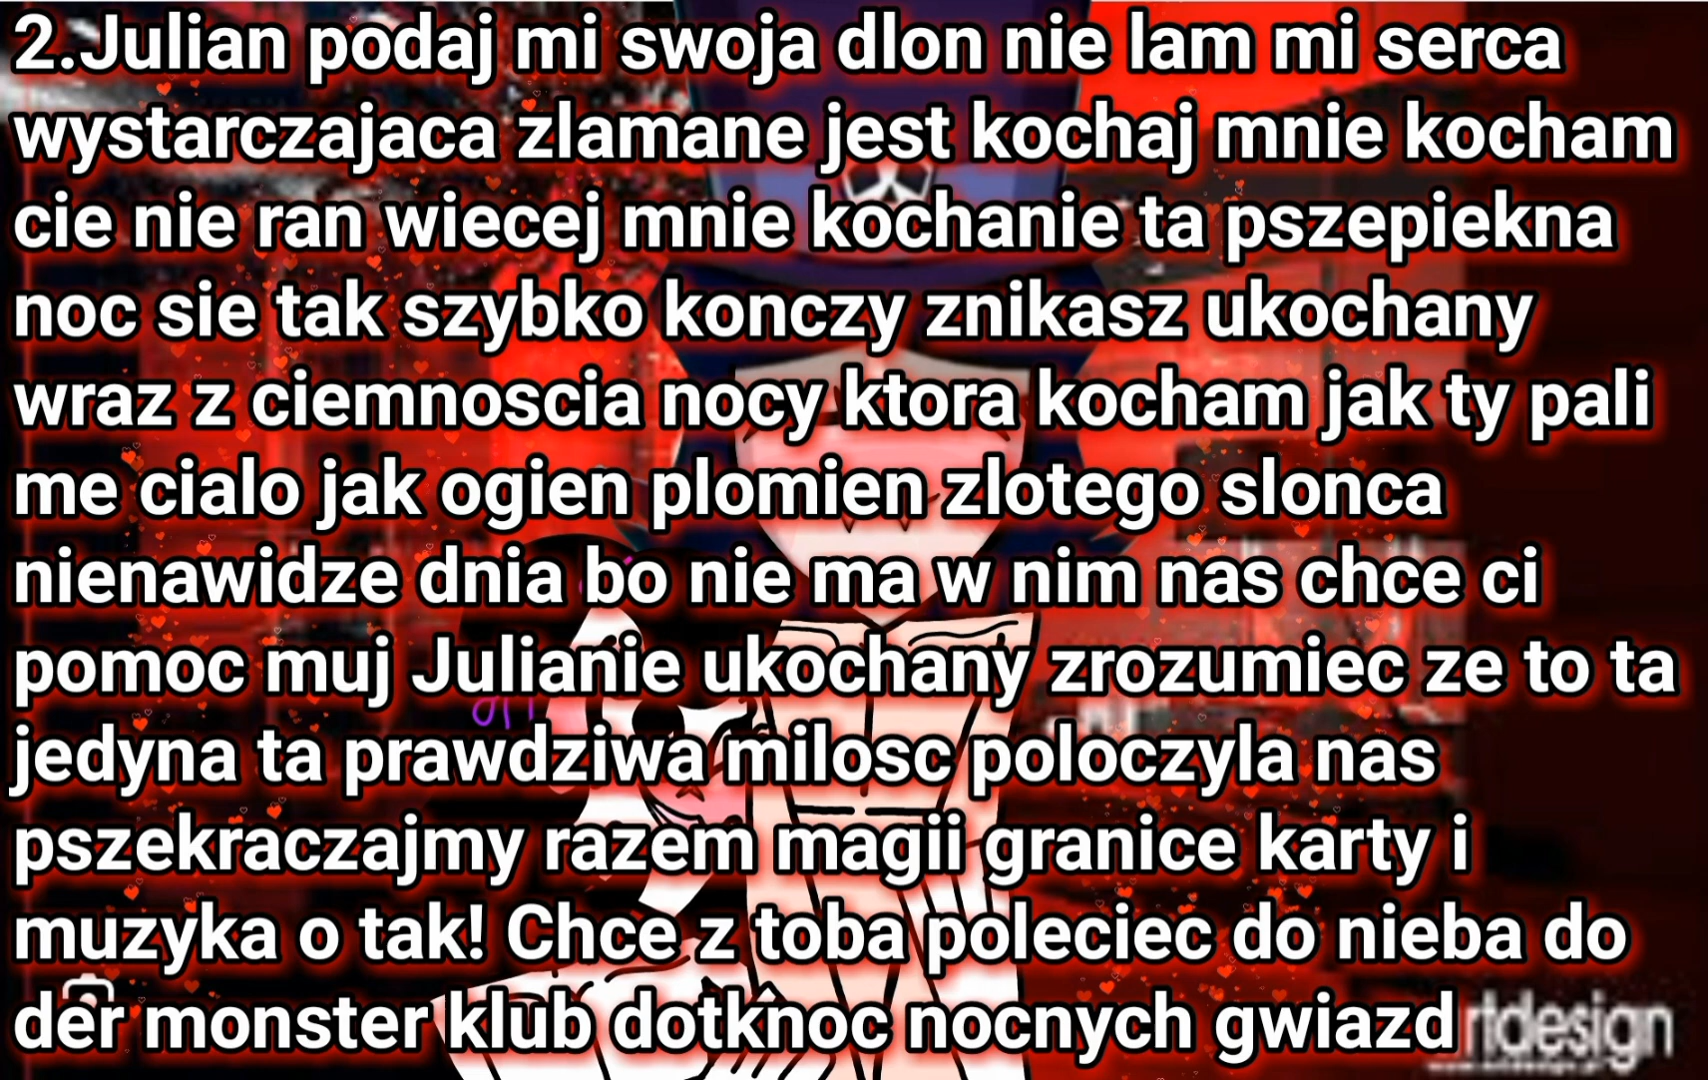 2.Julian podaj mi swoja dlon nie lam mi serca
wystarczajaca zlamane jest kochaj mnie kocham
cie nie ran wiecej mnie kochanie ta pszepiekna
noc sie tak szybko konczy znikasz ukochany
wraz z ciemnoscia nocy ktora kocham jak ty pali
me cialo jak ogien plomien zlotego slonca
nienawidze dnia bo nie ma w nim nas chce ci
pomoc muj Julianie ukochany zrozumiec ze to ta
jedyna ta prawdziwa milosc poloczyla nas
pszekraczajmy razem magii granice karty i
muzyka o tak! Chce z toba poleciec do nieba do
der monster klub dotknoc nocnych gwiazd
rtdesign